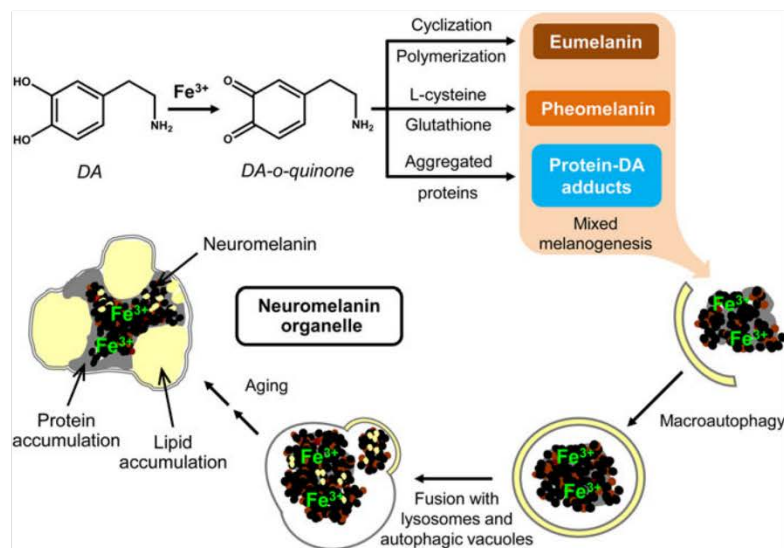 Cyclization
Polymerization
Eumelanin
HO
HO
NH₂
DA
Fe³⁺
O
O
NH₂
DA-o-quinone
L-cysteine
Glutathione
Pheomelanin
Aggregated
proteins
Protein-DA
adducts
Mixed
melanogenesis
Neuromelanin
Fe³⁺
Fe³⁺
Neuromelanin
organelle
Fe³⁺
Fe³⁺
Protein
accumulation
Lipid
accumulation
Aging
Macroautophagy
Fe³⁺
Fe³⁺
Fusion with
lysosomes and
autophagic vacuoles
Fe³⁺
Fe³⁺